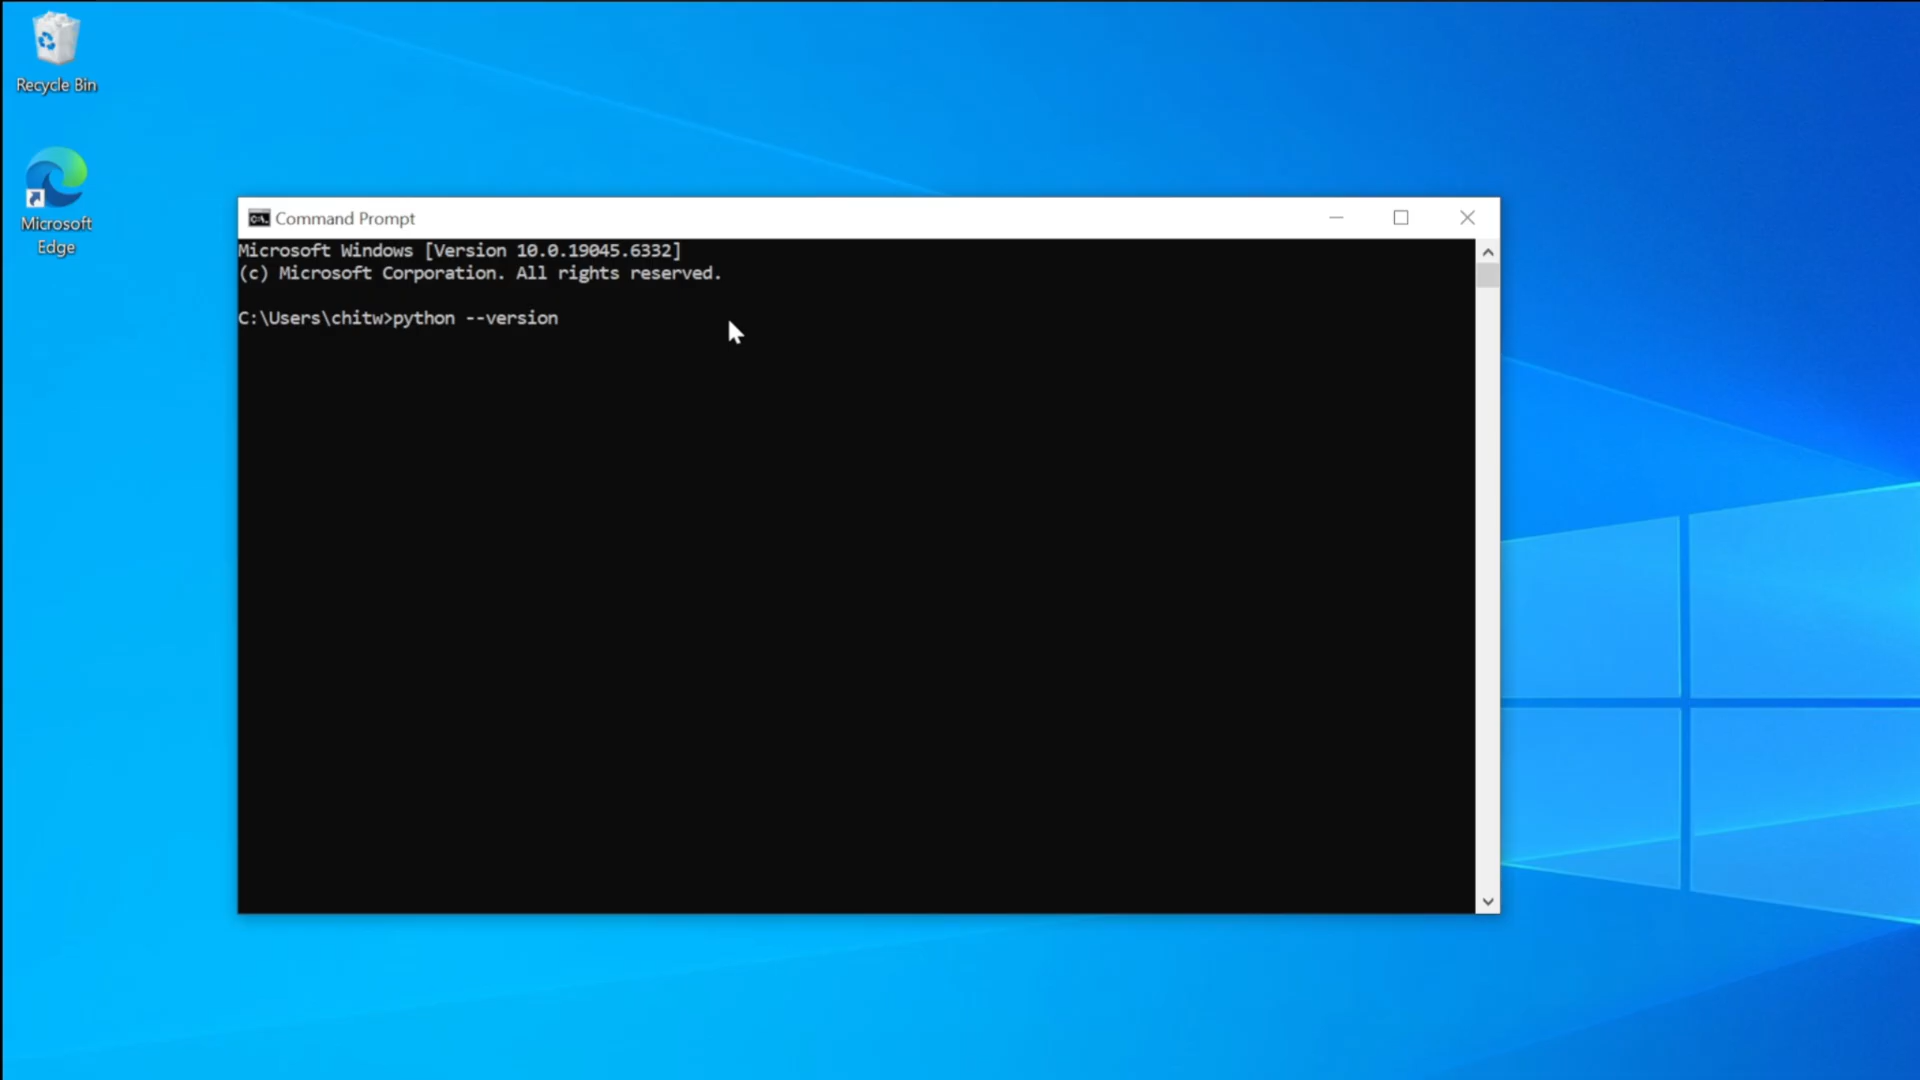 Recycle Bin
Microsoft
Edge
Command Prompt
Microsoft Windows [Version 10.0.19045.6332]
(c) Microsoft Corporation. All rights reserved.
C:\Users\chitw>python --version